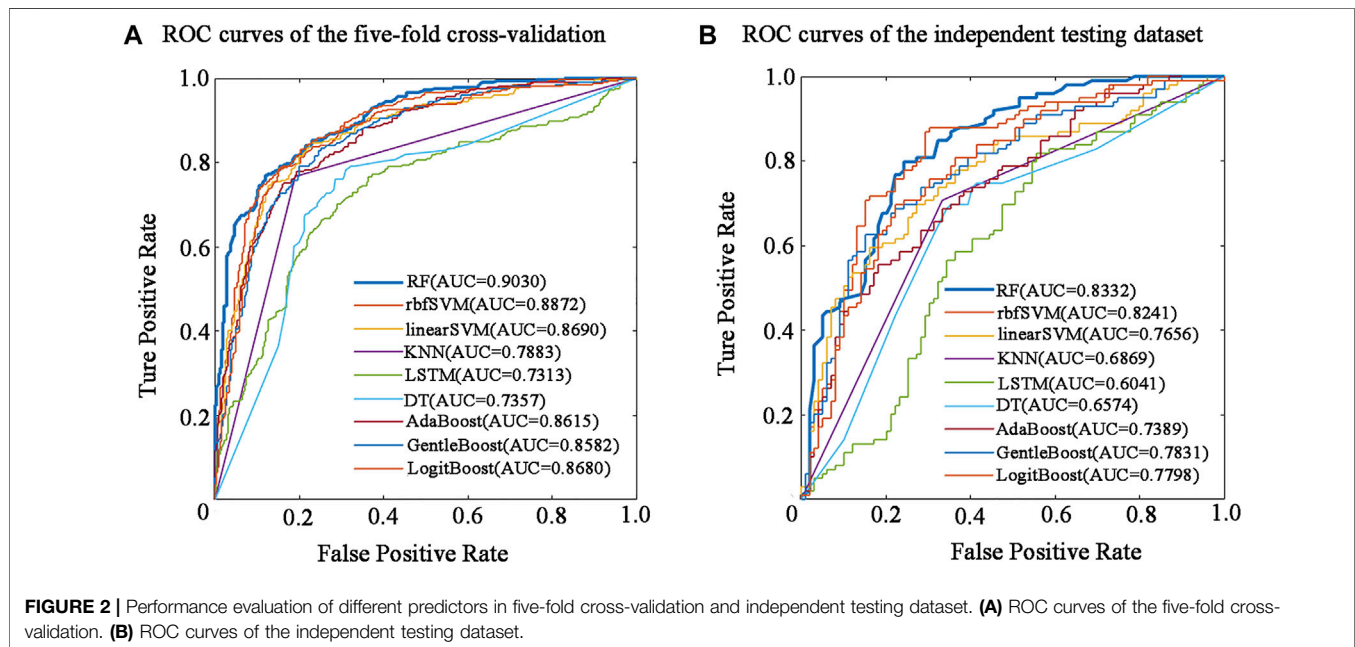 A ROC curves of the five-fold cross-validation
1.0
0.8
0.6
0.4
0.2
0
0.2
0.4
0.6
0.8
1.0
Ture Positive Rate
False Positive Rate
RF(AUC=0.9030)
rbfSVM(AUC=0.8872)
linearSVM(AUC=0.8690)
KNN(AUC=0.7883)
LSTM(AUC=0.7313)
DT(AUC=0.7357)
AdaBoost(AUC=0.8615)
GentleBoost(AUC=0.8582)
LogitBoost(AUC=0.8680)
B ROC curves of the independent testing dataset
1.0
0.8
0.6
0.4
0.2
0
0.2
0.4
0.6
0.8
1.0
Ture Positive Rate
False Positive Rate
RF(AUC=0.8332)
rbfSVM(AUC=0.8241)
linearSVM(AUC=0.7656)
KNN(AUC=0.6869)
LSTM(AUC=0.6041)
DT(AUC=0.6574)
AdaBoost(AUC=0.7389)
GentleBoost(AUC=0.7831)
LogitBoost(AUC=0.7798)
FIGURE 2 | Performance evaluation of different predictors in five-fold cross-validation and independent testing dataset. (A) ROC curves of the five-fold cross-
validation. (B) ROC curves of the independent testing dataset.